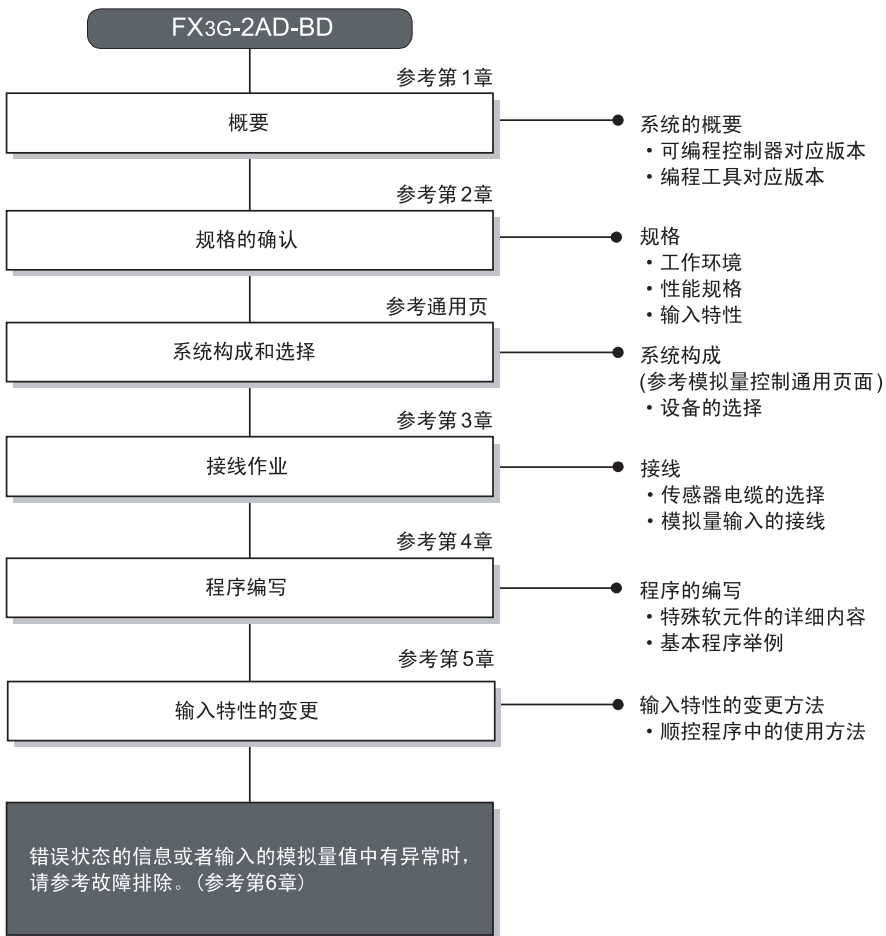 FX3G-2AD-BD
参考第1章
概要
系统的概要
・可编程控制器对应版本
・编程工具对应版本
参考第2章
规格的确认
规格
・工作环境
・性能规格
・输入特性
参考通用页
系统构成和选择
系统构成
(参考模拟量控制通用页面)
・设备的选择
参考第3章
接线作业
接线
・传感器电缆的选择
・模拟量输入的接线
参考第4章
程序编写
程序的编写
・特殊软元件的详细内容
・基本程序举例
参考第5章
输入特性的变更
输入特性的变更方法
・顺控程序中的使用方法
错误状态的信息或者输入的模拟量值中有异常时，
请参考故障排除。(参考第6章)